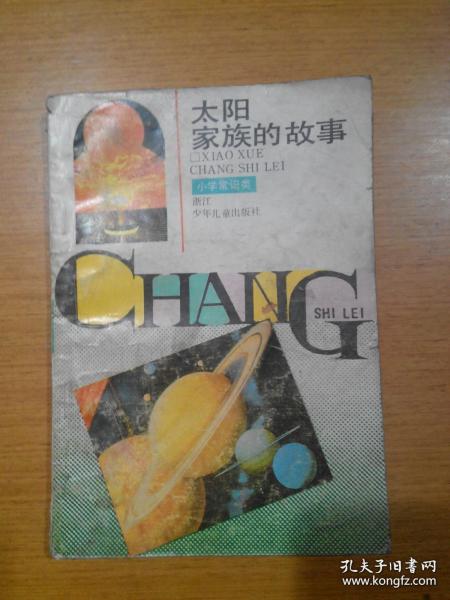 太阳
家族的故事
□XIAO XUE
CHANG SHI LEI
小学常识类
浙江
少年儿童出版社
CHANG
SHI LEI
孔夫子旧书网
www.kongfz.com